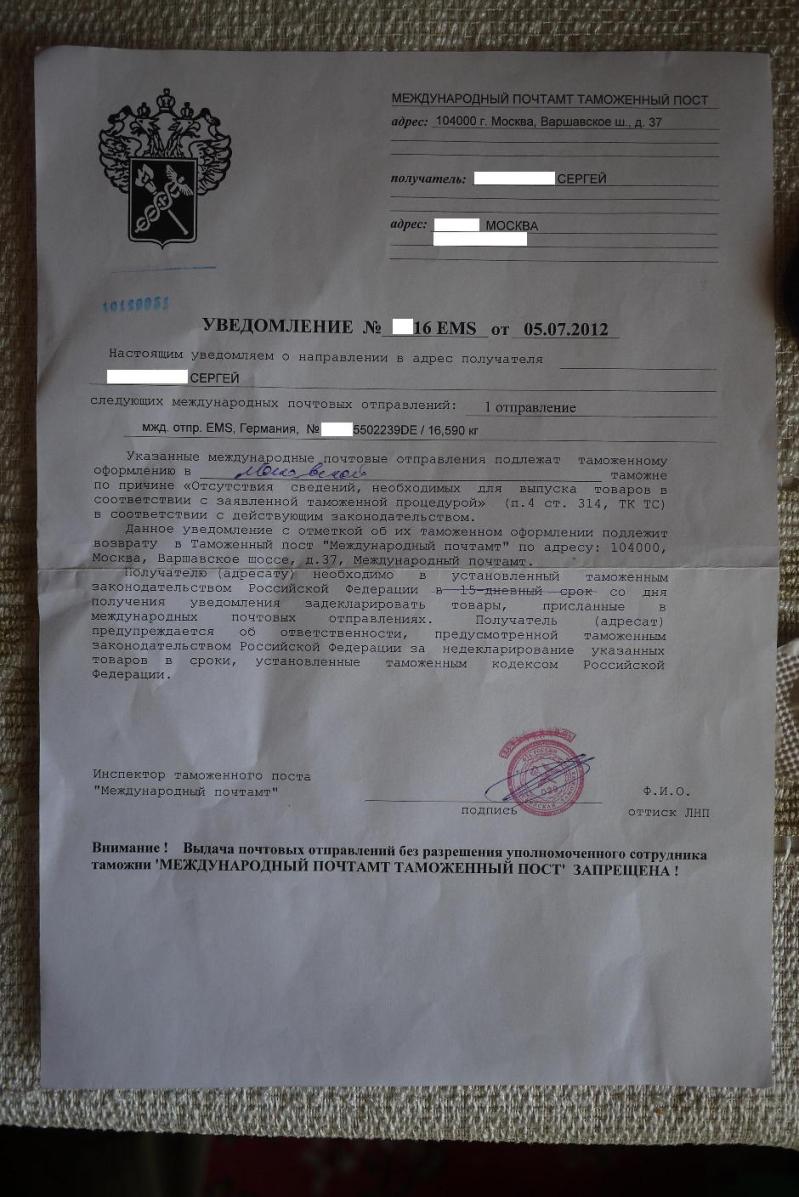 МЕЖДУНАРОДНЫЙ ПОЧТАМТ ТАМОЖЕННЫЙ ПОСТ
адрес: 104000 г. Москва, Варшавское ш., д. 37
получатель: СЕРГЕЙ
адрес: МОСКВА
УВЕДОМЛЕНИЕ № 16 EMS от 05.07.2012
Настоящим уведомляем о направлении в адрес получателя
СЕРГЕЙ
следующих международных почтовых отправлений: 1 отправление
мжд. отпр. EMS, Германия, № 5502239DE / 16,590 кг
Указанные международные почтовые отправления подлежат таможенному
оформлению в Московской таможне
по причине «Отсутствия сведений, необходимых для выпуска товаров в
соответствии с заявленной таможенной процедурой» (п.4 ст. 314, ТК ТС)
в соответствии с действующим законодательством.
Данное уведомление с отметкой об их таможенном оформлении подлежит
возврату в Таможенный пост "Международный почтамт" по адресу: 104000,
Москва, Варшавское шоссе, д.37, Международный почтамт.
Получателю (адресату) необходимо в установленный таможенным
законодательством Российской Федерации в 15-дневный срок со дня
получения уведомления задекларировать товары, присланные в
международных почтовых отправлениях. Получатель (адресат)
предупреждается об ответственности, предусмотренной таможенным
законодательством Российской Федерации за недекларирование указанных
товаров в сроки, установленные таможенным кодексом Российской
Федерации.
Инспектор таможенного поста
"Международный почтамт"
Ф.И.О.
подпись оттиск ЛНП
Внимание ! Выдача почтовых отправлений без разрешения уполномоченного сотрудника
таможни 'МЕЖДУНАРОДНЫЙ ПОЧТАМТ ТАМОЖЕННЫЙ ПОСТ' ЗАПРЕЩЕНА !